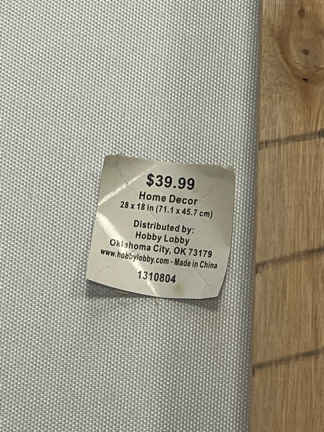 $39.99
Home Decor
28 x 18 in (71.1 x 45.7 cm)
Distributed by:
Hobby Lobby
Oklahoma City, OK 73179
www.hobbylobby.com - Made in China
1310804